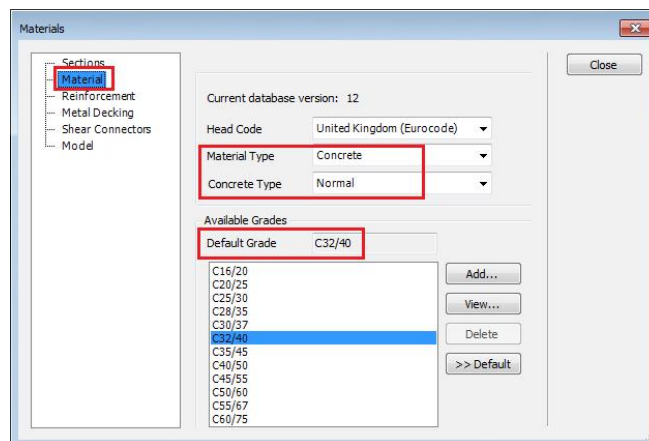 Materials
Sections
Material
Reinforcement
Metal Decking
Shear Connectors
Model
Close
Current database version: 12
Head Code United Kingdom (Eurocode)
Material Type Concrete
Concrete Type Normal
Available Grades
Default Grade C32/40
C16/20
C20/25
C25/30
C28/35
C30/37
C32/40
C35/45
C40/50
C45/55
C50/60
C55/67
C60/75
Add...
View...
Delete
>> Default